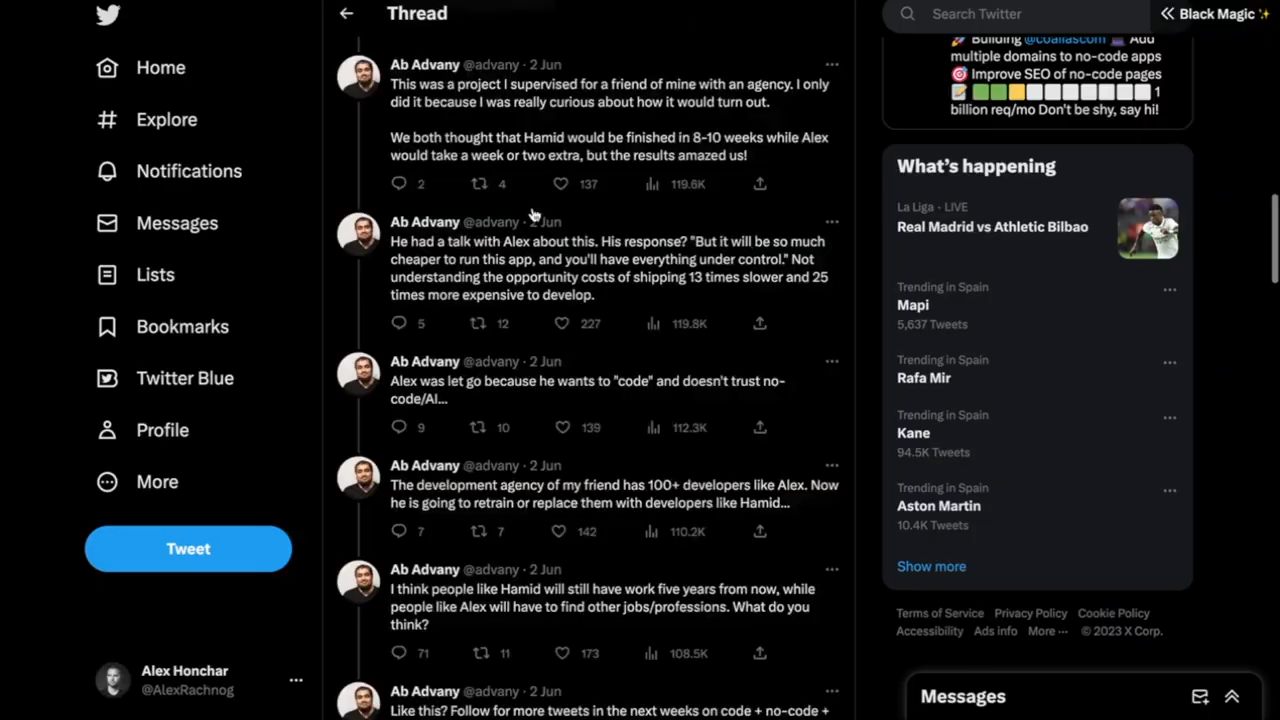 Home
Explore
Notifications
Messages
Lists
Bookmarks
Twitter Blue
Profile
More
Tweet
Alex Honchar
@AlexRachnog
Thread
Ab Advany @advany · 2 Jun
This was a project I supervised for a friend of mine with an agency. I only
did it because I was really curious about how it would turn out.
We both thought that Hamid would be finished in 8-10 weeks while Alex
would take a week or two extra, but the results amazed us!
2 4 137 119.6K
Ab Advany @advany · 2 Jun
He had a talk with Alex about this. His response? "But it will be so much
cheaper to run this app, and you'll have everything under control." Not
understanding the opportunity costs of shipping 13 times slower and 25
times more expensive to develop.
5 12 227 119.8K
Ab Advany @advany · 2 Jun
Alex was let go because he wants to "code" and doesn't trust no-
code/AI...
9 10 139 112.3K
Ab Advany @advany · 2 Jun
The development agency of my friend has 100+ developers like Alex. Now
he is going to retrain or replace them with developers like Hamid...
7 7 142 110.2K
Ab Advany @advany · 2 Jun
I think people like Hamid will still have work five years from now, while
people like Alex will have to find other jobs/professions. What do you
think?
71 11 173 108.5K
Ab Advany @advany · 2 Jun
Like this? Follow for more tweets in the next weeks on code + no-code +
Search Twitter
Black Magic
Building @coaliascom Add
multiple domains to no-code apps
Improve SEO of no-code pages
1
billion req/mo Don't be shy, say hi!
What's happening
La Liga · LIVE
Real Madrid vs Athletic Bilbao
Trending in Spain
Mapi
5,637 Tweets
Trending in Spain
Rafa Mir
Trending in Spain
Kane
94.5K Tweets
Trending in Spain
Aston Martin
10.4K Tweets
Show more
Terms of Service Privacy Policy Cookie Policy
Accessibility Ads info More ··· © 2023 X Corp.
Messages